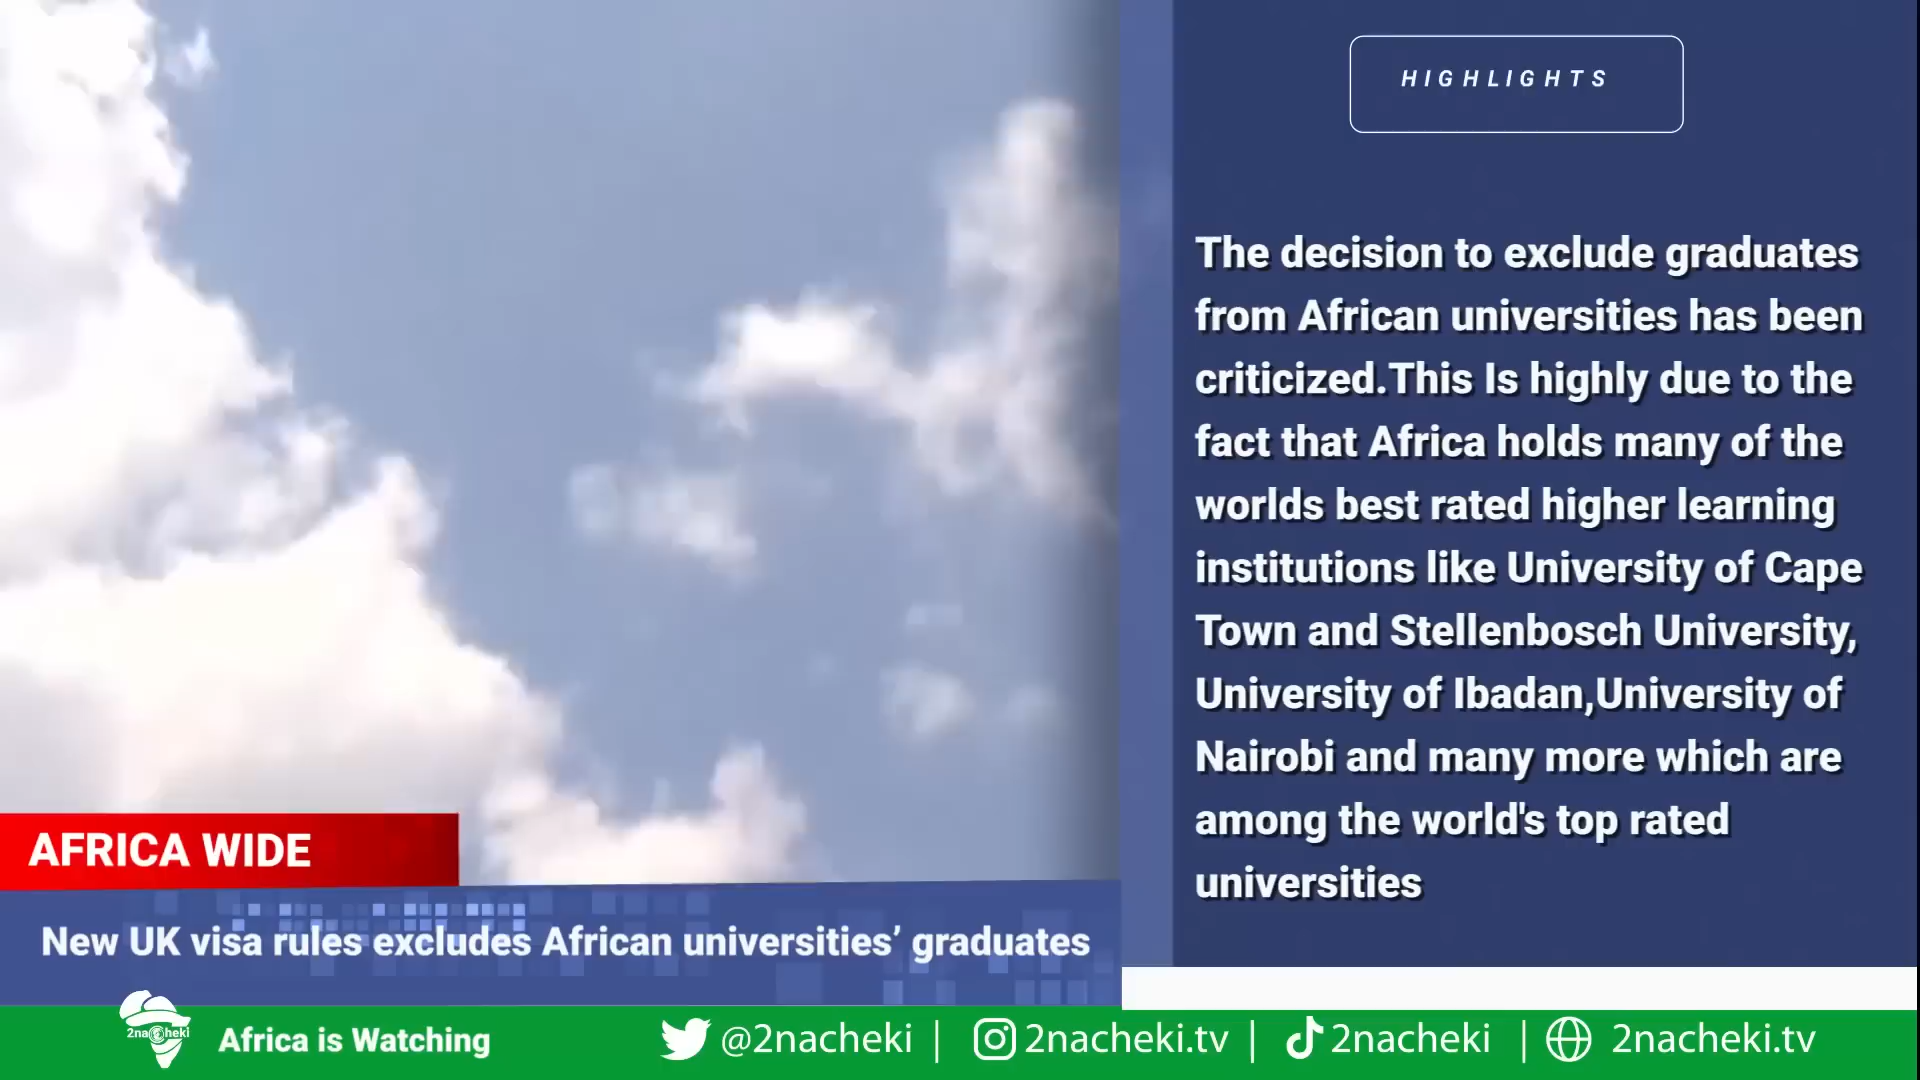 HIGHLIGHTS
The decision to exclude graduates
from African universities has been
criticized.This Is highly due to the
fact that Africa holds many of the
worlds best rated higher learning
institutions like University of Cape
Town and Stellenbosch University,
University of Ibadan,University of
Nairobi and many more which are
among the world's top rated
universities
AFRICA WIDE
New UK visa rules excludes African universities’ graduates
2nacheki
Africa is Watching
@2nacheki | 2nacheki.tv | 2nacheki | 2nacheki.tv